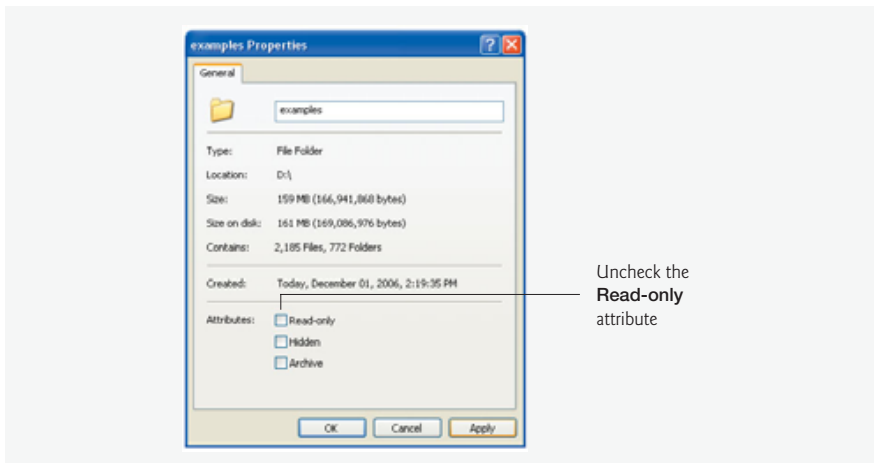 examples Properties
General
examples
Type: File Folder
Location: D:\
Size: 159 MB (166,941,868 bytes)
Size on disk: 161 MB (169,086,976 bytes)
Contains: 2,185 Files, 772 Folders
Created: Today, December 01, 2006, 2:19:35 PM
Attributes: Read-only
Hidden
Archive
OK Cancel Apply
Uncheck the
Read-only
attribute